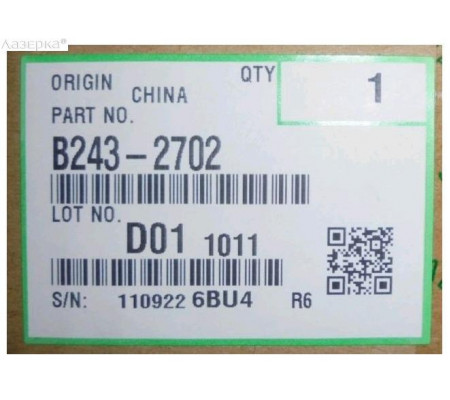 Лазерка®
ORIGIN CHINA QTY 1
PART NO.
B243-2702
LOT NO.
D01 1011
S/N: 110922 6BU4 R6